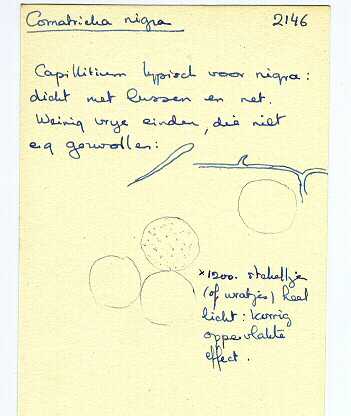 Comatricha nigra 2146
Capillitium typisch voor nigra:
dicht met lussen en net.
Weinig vrije einden, die niet
e.g gezwollen:
×1200. stekeltjes
(of wratjes) heel
licht: korrig
oppervlakte
effect.